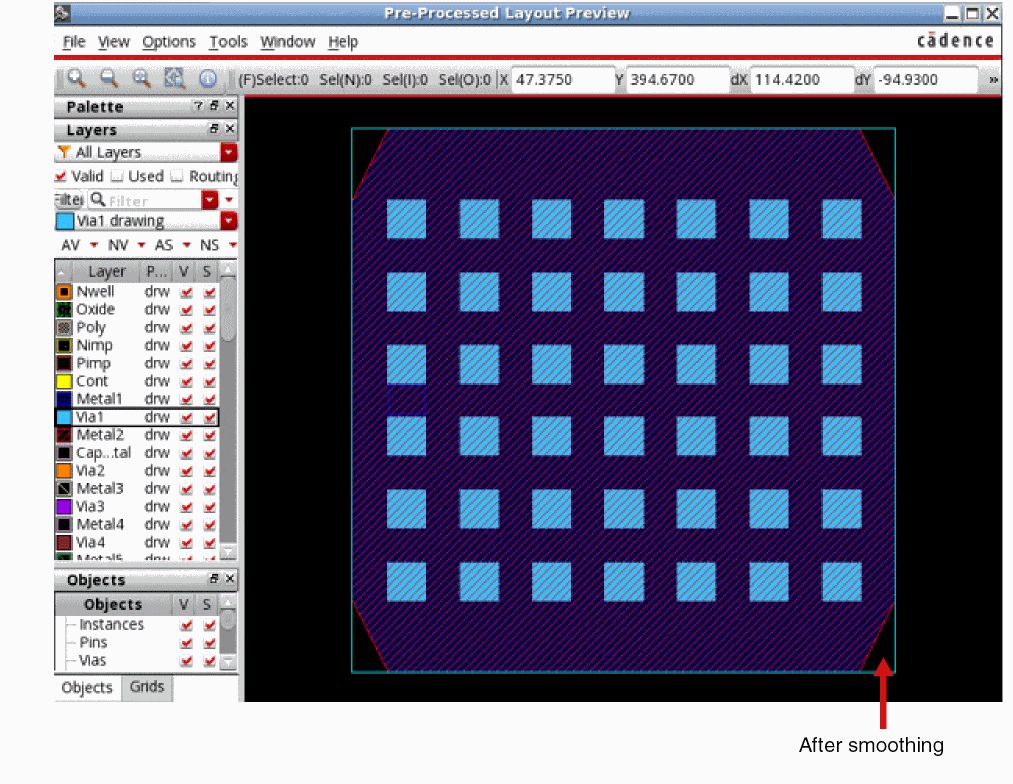 Pre-Processed Layout Preview
File View Options Tools Window Help
cādence
(F)Select:0 Sel(N):0 Sel(I):0 Sel(O):0 X 47.3750 Y 394.6700 dX 114.4200 dY -94.9300 »
Palette
Layers
All Layers
Valid Used Routing
Filter Filter
Via1 drawing
AV NV AS NS
Layer P... V S
Nwell drw
Oxide drw
Poly drw
Nimp drw
Pimp drw
Cont drw
Metal1 drw
Via1 drw
Metal2 drw
Cap...tal drw
Via2 drw
Metal3 drw
Via3 drw
Metal4 drw
Via4 drw
Metal5 drw
Objects
Objects V S
Instances
Pins
Vias
Objects Grids
After smoothing